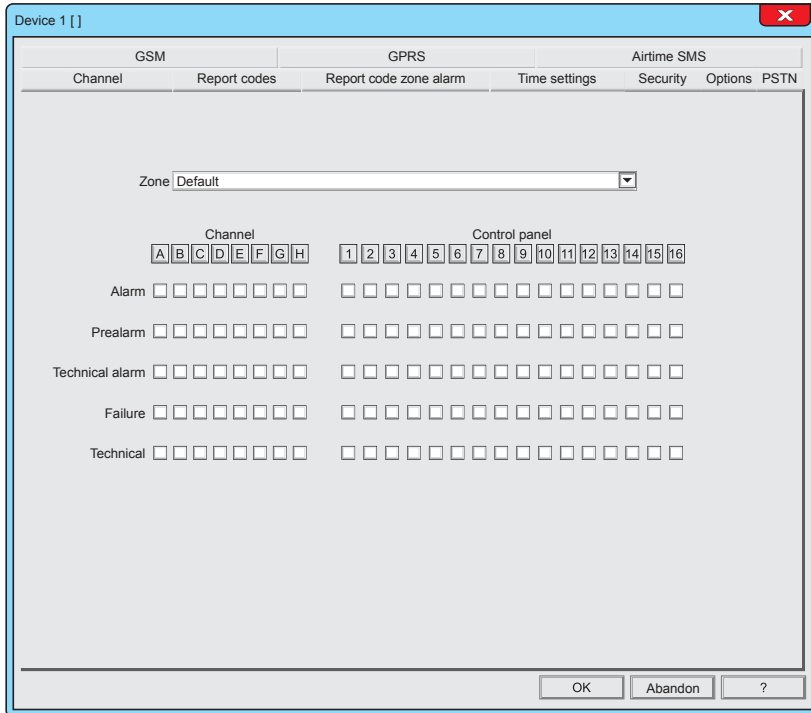 Device 1 [ ]
GSM GPRS Airtime SMS
Channel Report codes Report code zone alarm Time settings Security Options PSTN
Zone Default
Channel Control panel
A B C D E F G H 1 2 3 4 5 6 7 8 9 10 11 12 13 14 15 16
Alarm
Prealarm
Technical alarm
Failure
Technical
OK Abandon ?